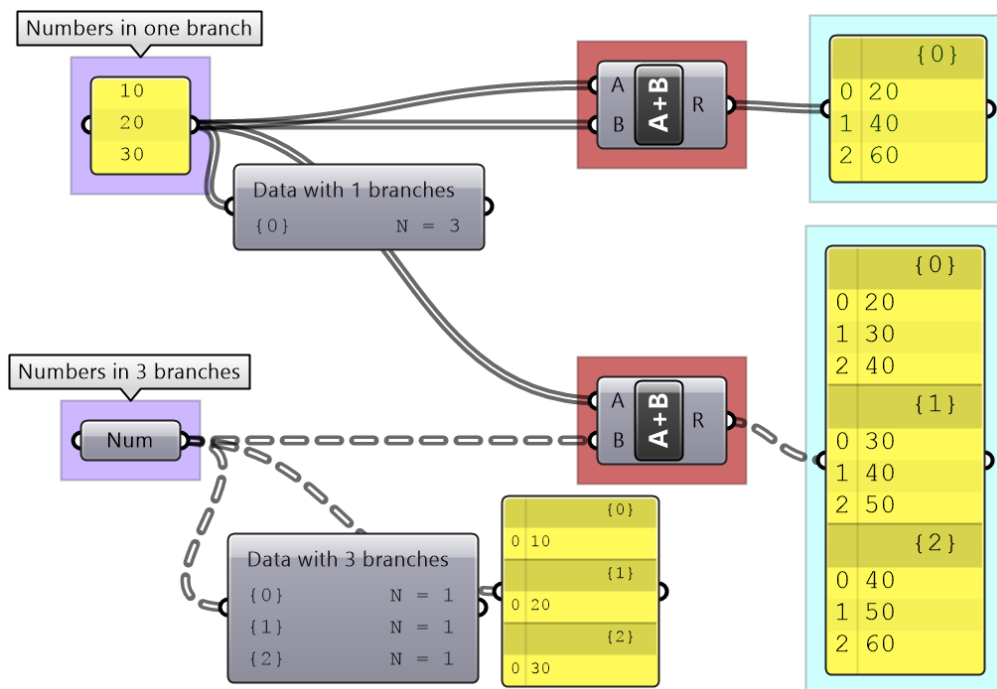 Numbers in one branch
10
20
30
A
B
A+B
R
{0}
0 20
1 40
2 60
Data with 1 branches
{0} N = 3
{0}
0 20
1 30
2 40
{1}
0 30
1 40
2 50
{2}
0 40
1 50
2 60
Numbers in 3 branches
Num
A
B
A+B
R
Data with 3 branches
{0} N = 1
{1} N = 1
{2} N = 1
{0}
0 10
{1}
0 20
{2}
0 30